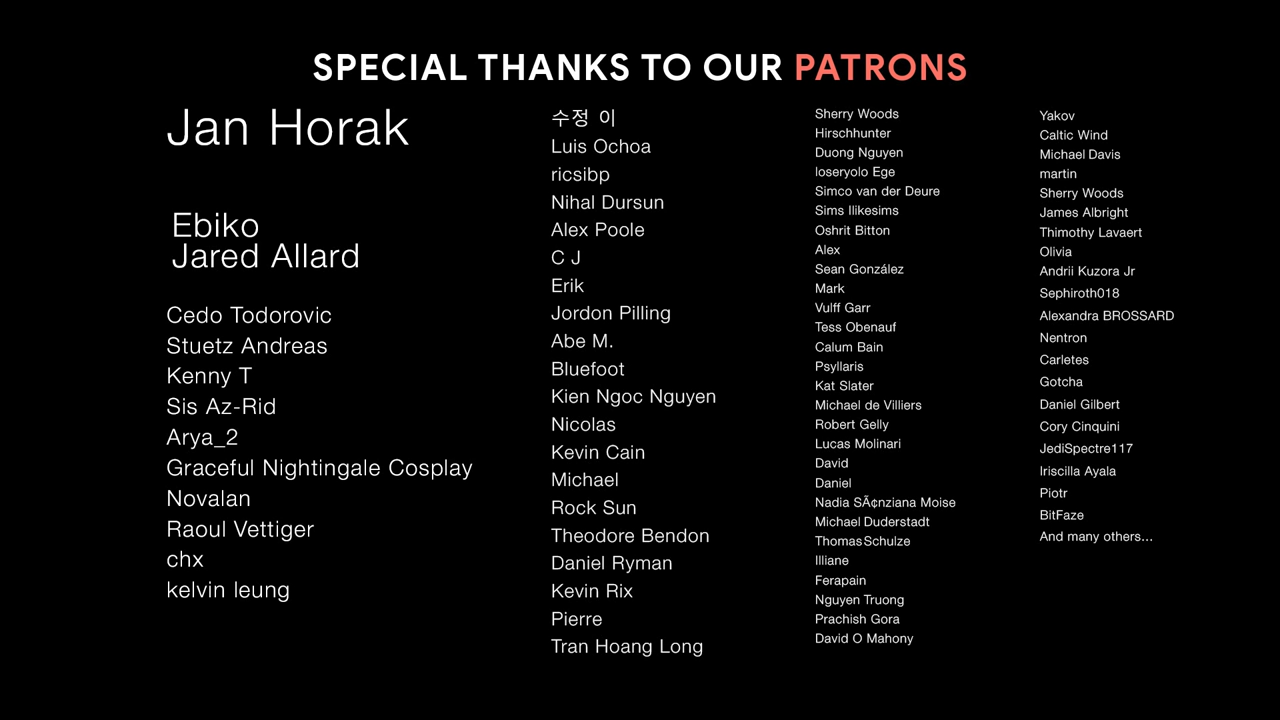 SPECIAL THANKS TO OUR PATRONS
Jan Horak
Ebiko
Jared Allard
Cedo Todorovic
Stuetz Andreas
Kenny T
Sis Az-Rid
Arya_2
Graceful Nightingale Cosplay
Novalan
Raoul Vettiger
chx
kelvin leung
수정 이
Luis Ochoa
ricsibp
Nihal Dursun
Alex Poole
C J
Erik
Jordon Pilling
Abe M.
Bluefoot
Kien Ngoc Nguyen
Nicolas
Kevin Cain
Michael
Rock Sun
Theodore Bendon
Daniel Ryman
Kevin Rix
Pierre
Tran Hoang Long
Sherry Woods
Hirschhunter
Duong Nguyen
loseryolo Ege
Simco van der Deure
Sims Ilikesims
Oshrit Bitton
Alex
Sean González
Mark
Vulff Garr
Tess Obenauf
Calum Bain
Psyllaris
Kat Slater
Michael de Villiers
Robert Gelly
Lucas Molinari
David
Daniel
Nadia SÃ¢nziana Moise
Michael Duderstadt
Thomas Schulze
Illiane
Ferapain
Nguyen Truong
Prachish Gora
David O Mahony
Yakov
Caltic Wind
Michael Davis
martin
Sherry Woods
James Albright
Thimothy Lavaert
Olivia
Andrii Kuzora Jr
Sephiroth018
Alexandra BROSSARD
Nentron
Carletes
Gotcha
Daniel Gilbert
Cory Cinquini
JediSpectre117
Iriscilla Ayala
Piotr
BitFaze
And many others...